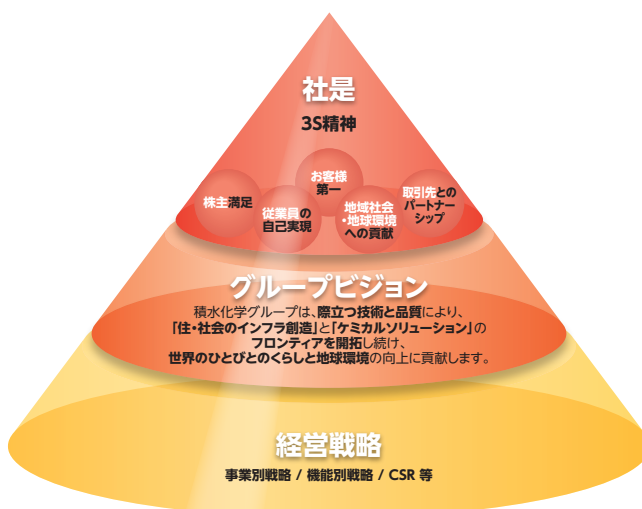 社是
3S精神
株主満足
従業員の
自己実現
お客様
第一
地域社会
・地球環境
への貢献
取引先との
パートナー
シップ
グループビジョン
積水化学グループは、際立つ技術と品質により、
「住・社会のインフラ創造」と「ケミカルソリューション」の
フロンティアを開拓し続け、
世界のひとびとのくらしと地球環境の向上に貢献します。
経営戦略
事業別戦略 / 機能別戦略 / CSR 等